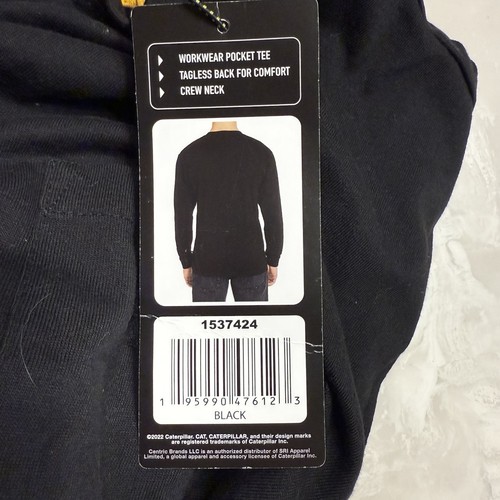 WORKWEAR POCKET TEE
TAGLESS BACK FOR COMFORT
CREW NECK
1537424
1 95990 47612 3
BLACK
©2022 Caterpillar. CAT, CATERPILLAR, and their design marks
are registered trademarks of Caterpillar Inc.
Centric Brands LLC is an authorized distributor of SRI Apparel
Limited, a global apparel and accessory licensee of Caterpillar Inc.